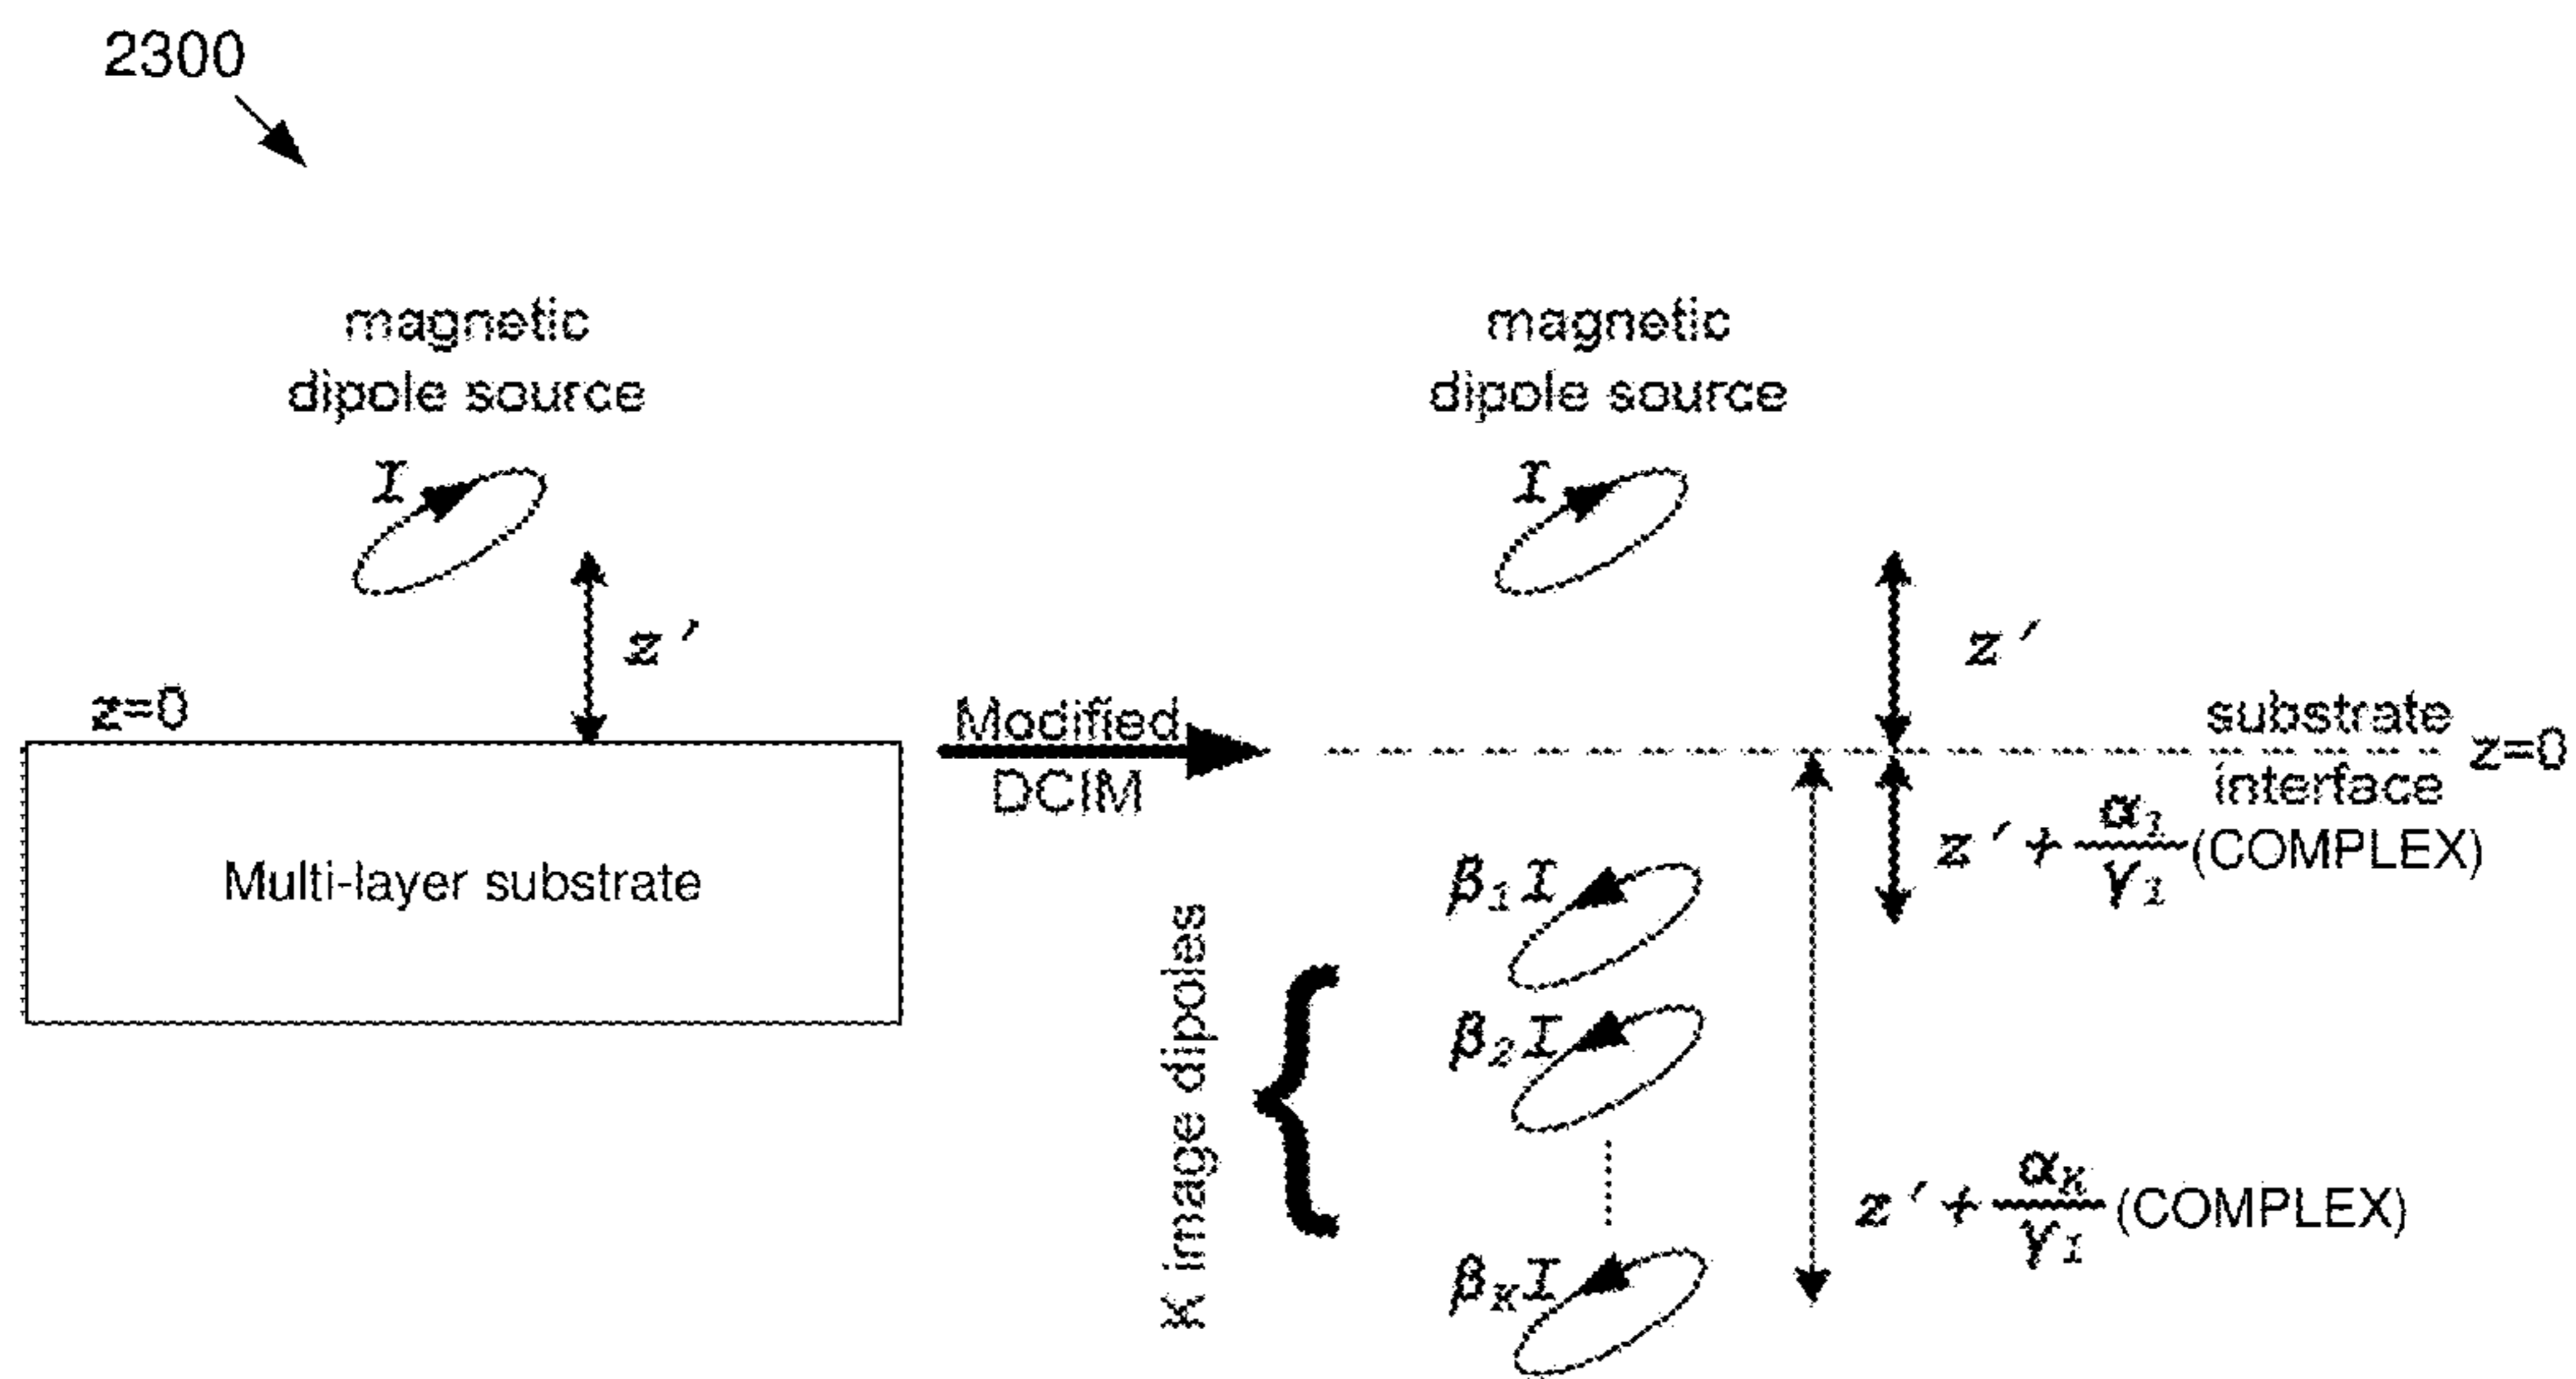 2300
magnetic
dipole source
I
z'
z=0
Multi-layer substrate
Modified
DCIM
magnetic
dipole source
I
z'
substrate
interface
z=0
z' + α₁/γ₁ (COMPLEX)
K image dipoles
β₁I
β₂I
βₖI
z' + αₖ/γ₁ (COMPLEX)